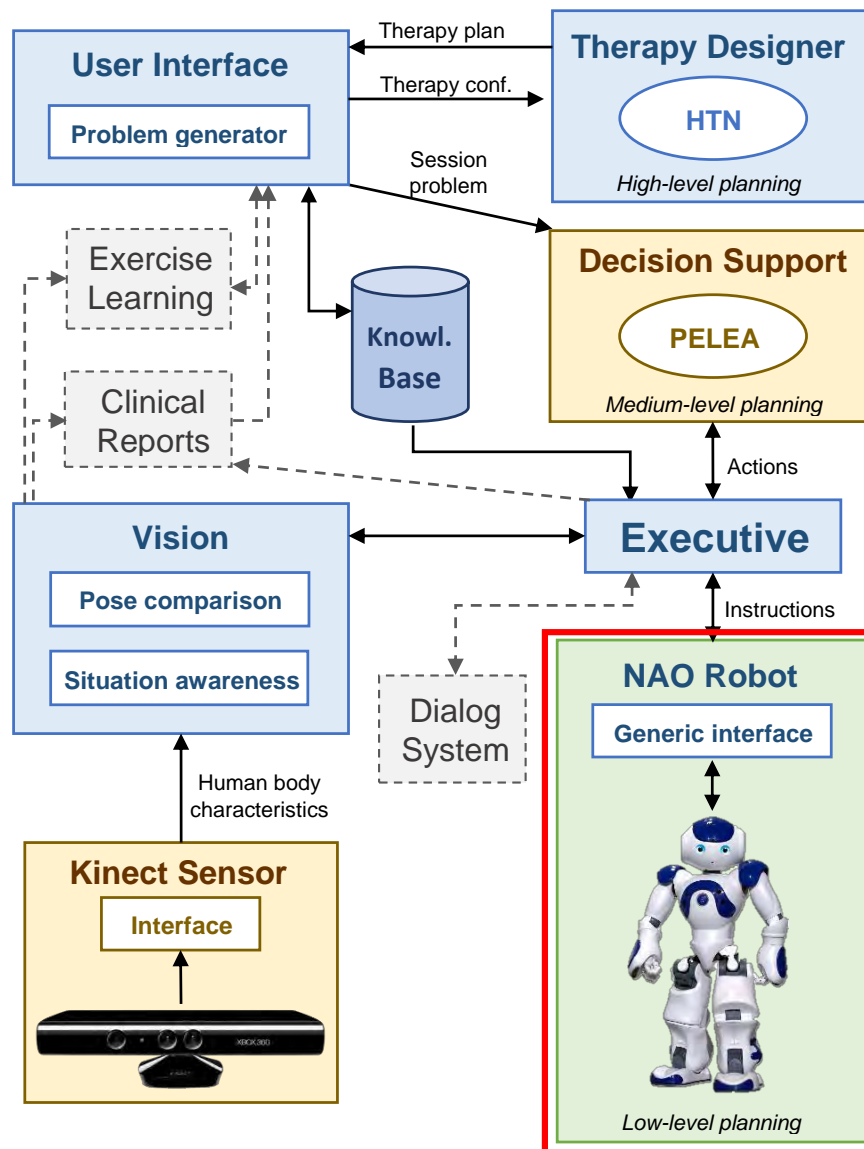 Therapy plan
User Interface
Therapy Designer
Therapy conf.
Problem generator
HTN
Session
problem
High-level planning
Exercise
Learning
Decision Support
Knowl.
Base
PELEA
Clinical
Reports
Medium-level planning
Actions
Vision
Executive
Pose comparison
Instructions
Situation awareness
NAO Robot
Dialog
System
Generic interface
Human body
characteristics
Kinect Sensor
Interface
XBOX 360
Low-level planning